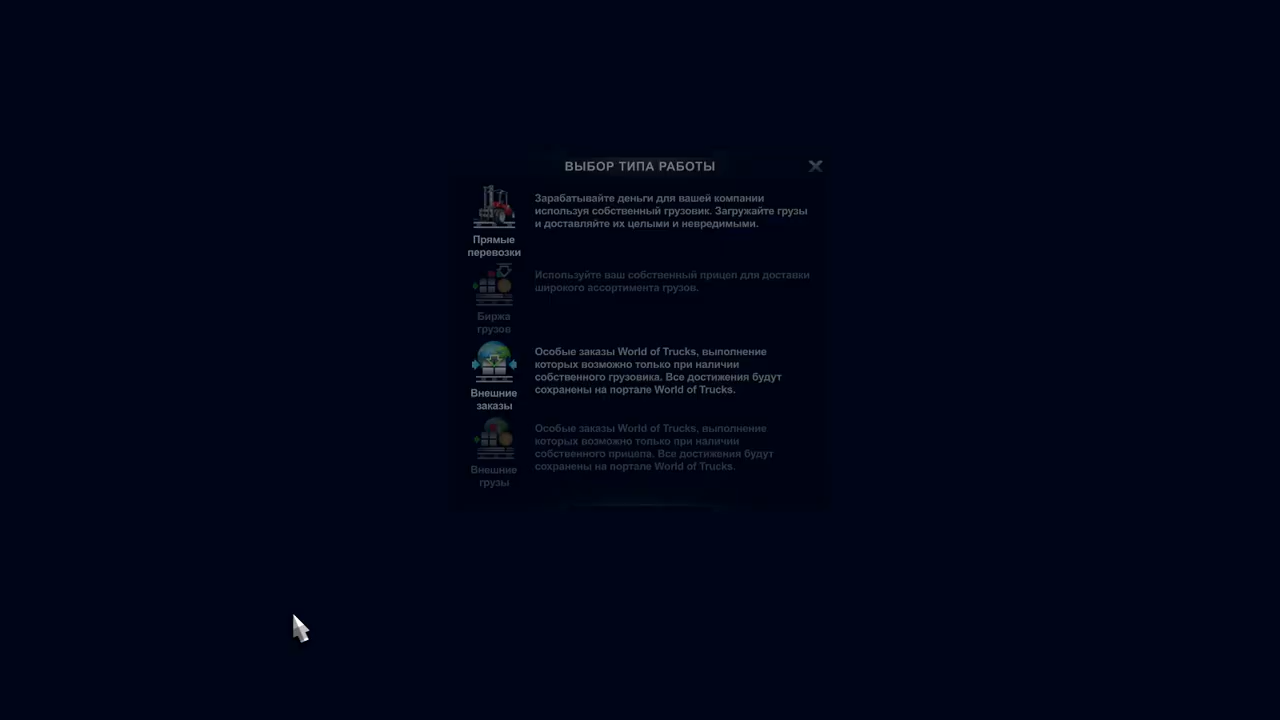 ВЫБОР ТИПА РАБОТЫ
Зарабатывайте деньги для вашей компании
используя собственный грузовик. Загружайте грузы
и доставляйте их целыми и невредимыми.
Прямые
перевозки
Используйте ваш собственный прицеп для доставки
широкого ассортимента грузов.
Биржа
грузов
Особые заказы World of Trucks, выполнение
которых возможно только при наличии
собственного грузовика. Все достижения будут
сохранены на портале World of Trucks.
Внешние
заказы
Особые заказы World of Trucks, выполнение
которых возможно только при наличии
собственного прицепа. Все достижения будут
сохранены на портале World of Trucks.
Внешние
грузы